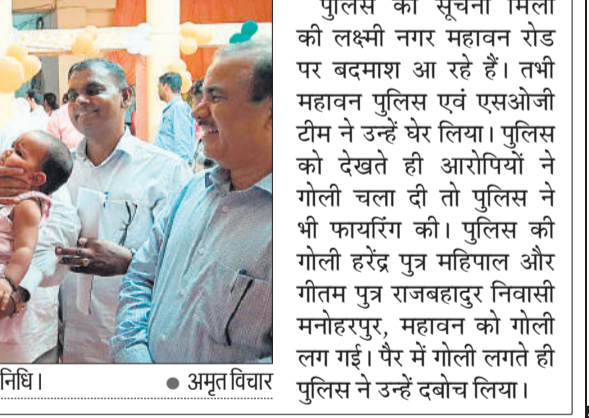 पुलिस को सूचना मिली
की लक्ष्मी नगर महावन रोड
पर बदमाश आ रहे हैं। तभी
महावन पुलिस एवं एसओजी
टीम ने उन्हें घेर लिया। पुलिस
को देखते ही आरोपियों ने
गोली चला दी तो पुलिस ने
भी फायरिंग की। पुलिस की
गोली हरेंद्र पुत्र महिपाल और
गीतम पुत्र राजबहादुर निवासी
मनोहरपुर, महावन को गोली
लग गई। पैर में गोली लगते ही
पुलिस ने उन्हें दबोच लिया।
निधि। ● अमृत विचार